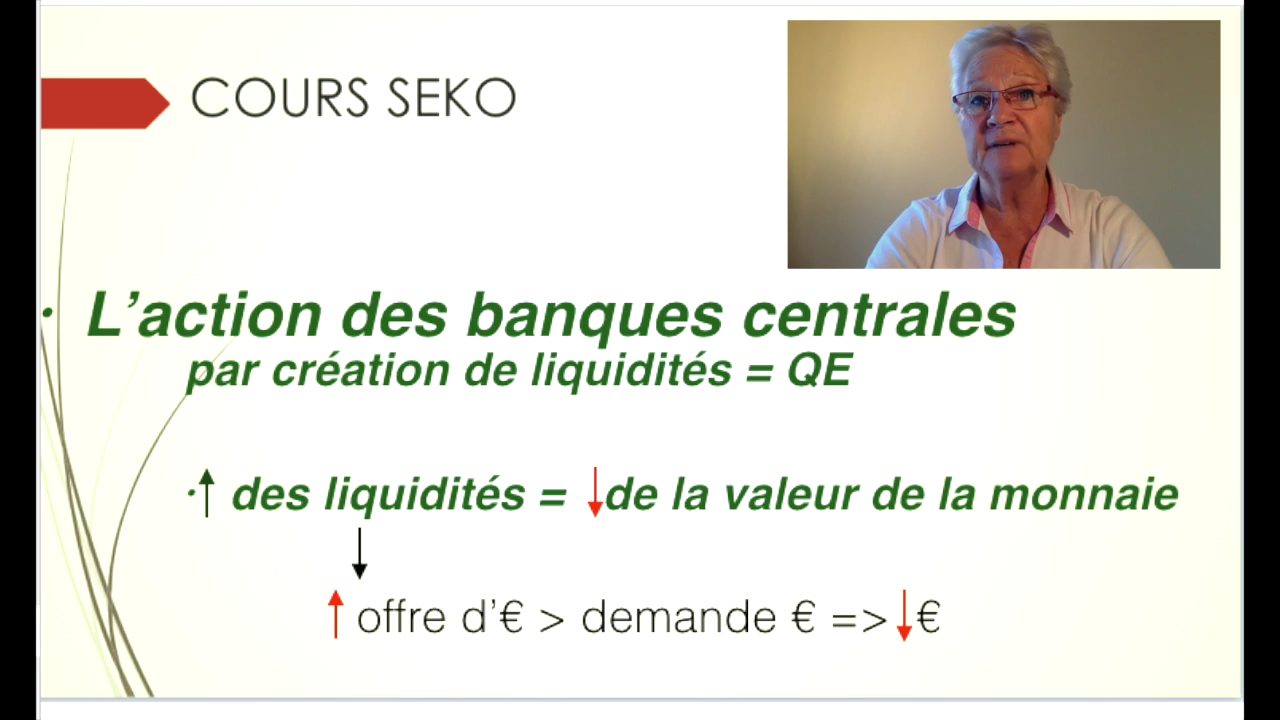 COURS SEKO
· L’action des banques centrales
par création de liquidités = QE
·↑ des liquidités = ↓de la valeur de la monnaie
↓
↑ offre d’€ > demande € =>↓€